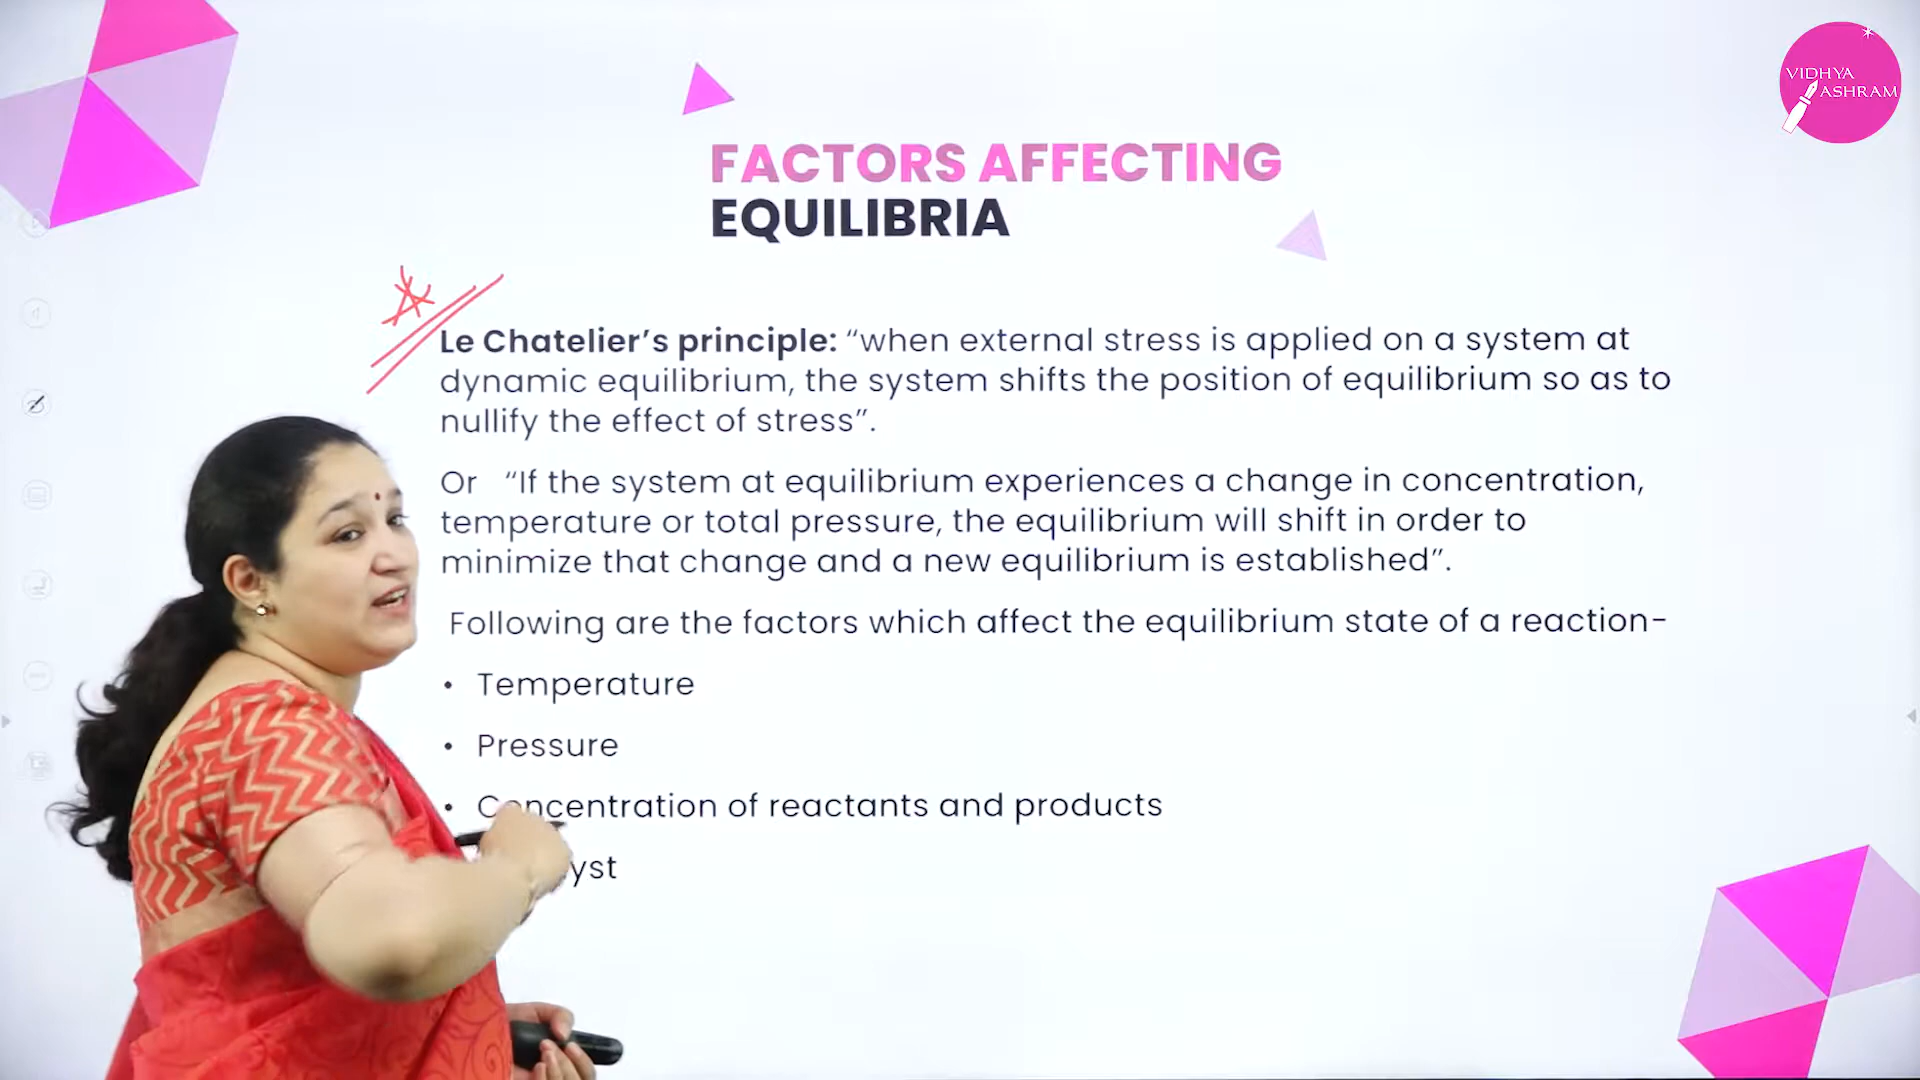 VIDHYA
ASHRAM
FACTORS AFFECTING
EQUILIBRIA
Le Chatelier’s principle: “when external stress is applied on a system at
dynamic equilibrium, the system shifts the position of equilibrium so as to
nullify the effect of stress”.
Or “If the system at equilibrium experiences a change in concentration,
temperature or total pressure, the equilibrium will shift in order to
minimize that change and a new equilibrium is established”.
Following are the factors which affect the equilibrium state of a reaction-
• Temperature
• Pressure
• Concentration of reactants and products